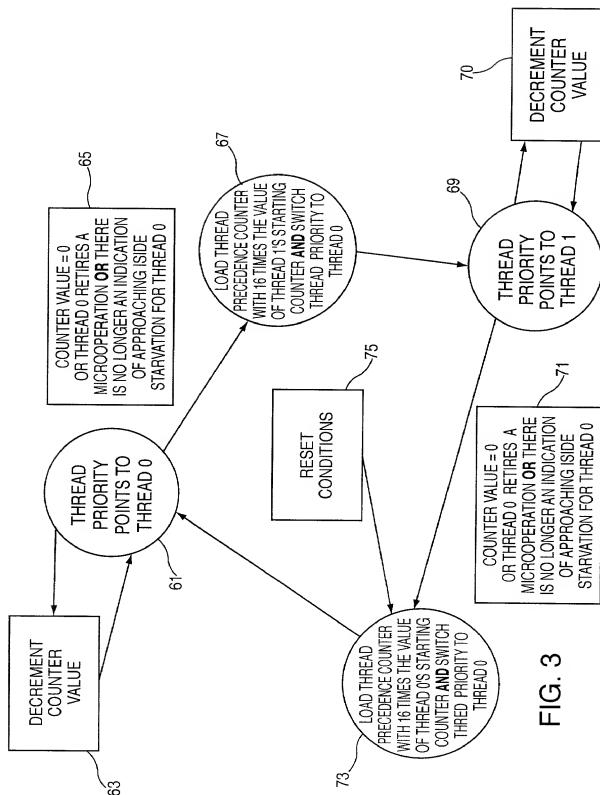 DECREMENT
COUNTER
VALUE
63
THREAD
PRIORITY
POINTS TO
THREAD 0
61
COUNTER VALUE = 0
OR THREAD 0 RETIRES A
MICROOPERATION OR THERE
IS NO LONGER AN INDICATION
OF APPROACHING ISIDE
STARVATION FOR THREAD 0
65
LOAD THREAD
PRECEDENCE COUNTER
WITH 16 TIMES THE VALUE
OF THREAD 1'S STARTING
COUNTER AND SWITCH
THREAD PRIORITY TO
THREAD 0
67
THREAD
PRIORITY
POINTS TO
THREAD 1
69
DECREMENT
COUNTER
VALUE
70
COUNTER VALUE = 0
OR THREAD 0 RETIRES A
MICROOPERATION OR THERE
IS NO LONGER AN INDICATION
OF APPROACHING ISIDE
STARVATION FOR THREAD 0
71
RESET
CONDITIONS
75
LOAD THREAD
PRECEDENCE COUNTER
WITH 16 TIMES THE VALUE
OF THREAD 0'S STARTING
COUNTER AND SWITCH
THRED PRIORITY TO
THREAD 0
73
FIG. 3